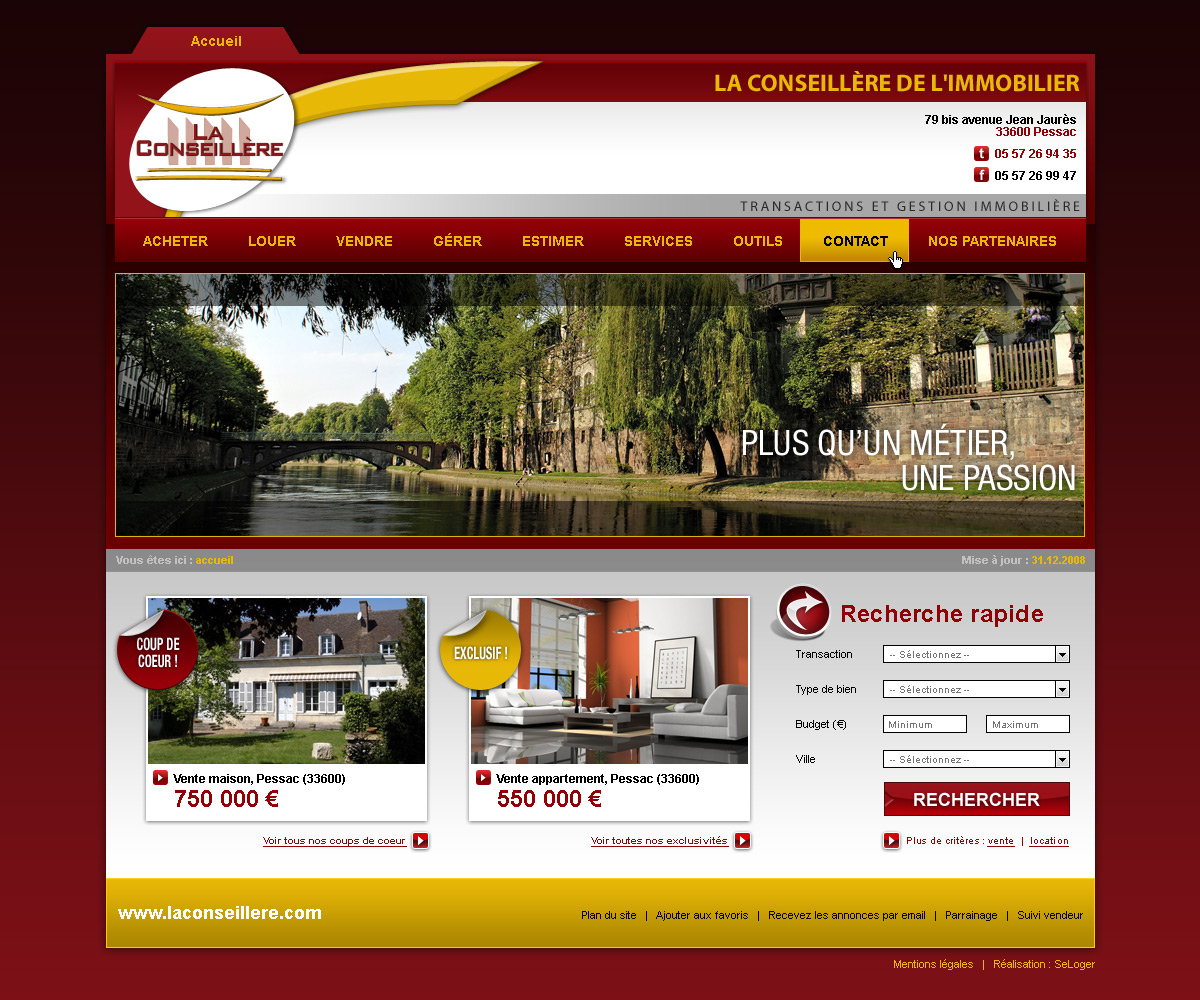 Accueil
LA CONSEILLÈRE DE L'IMMOBILIER
LA
CONSEILLÈRE
79 bis avenue Jean Jaurès
33600 Pessac
t 05 57 26 94 35
f 05 57 26 99 47
TRANSACTIONS ET GESTION IMMOBILIÈRE
ACHETER LOUER VENDRE GÉRER ESTIMER SERVICES OUTILS CONTACT NOS PARTENAIRES
PLUS QU'UN MÉTIER,
UNE PASSION
Vous êtes ici : accueil Mise à jour : 31.12.2008
COUP DE
COEUR !
Vente maison, Pessac (33600)
750 000 €
Voir tous nos coups de coeur
EXCLUSIF !
Vente appartement, Pessac (33600)
550 000 €
Voir toutes nos exclusivités
Recherche rapide
Transaction -- Sélectionnez --
Type de bien -- Sélectionnez --
Budget (€) Minimum Maximum
Ville -- Sélectionnez --
RECHERCHER
Plus de critères : vente | location
www.laconseillere.com
Plan du site | Ajouter aux favoris | Recevez les annonces par email | Parrainage | Suivi vendeur
Mentions légales | Réalisation : SeLoger